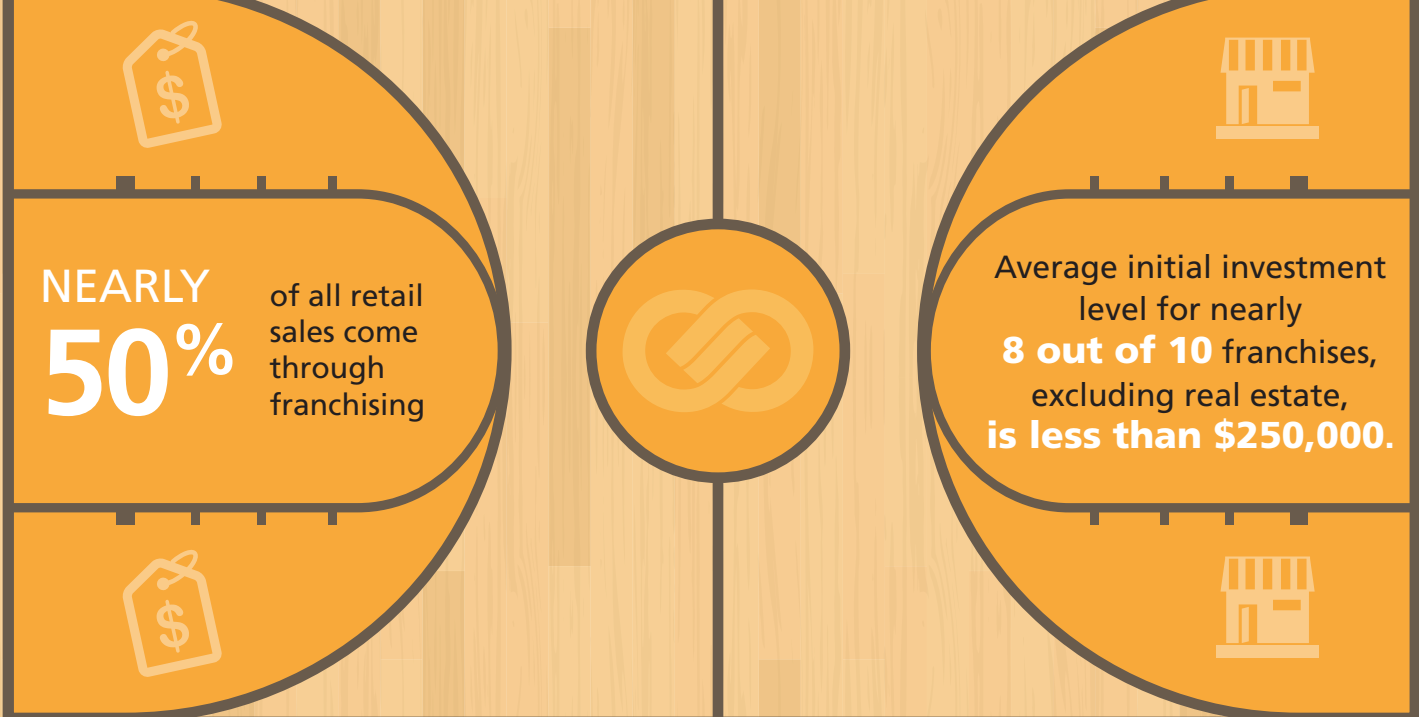 NEARLY
50%
of all retail
sales come
through
franchising
Average initial investment
level for nearly
8 out of 10 franchises,
excluding real estate,
is less than $250,000.
$
$